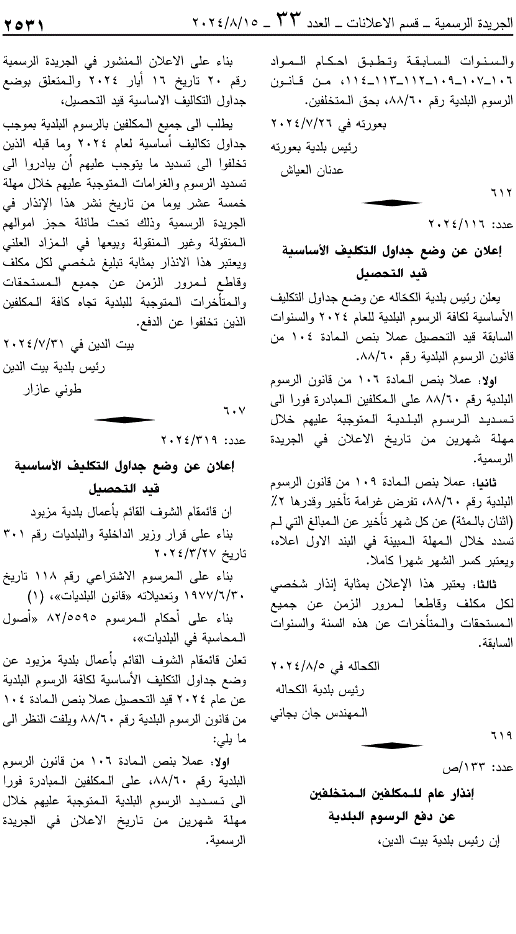 الجريدة الرسمية ــ قسم الاعلانات ــ العدد ٣٣ ــ ٢٠٢٤/٨/١٥
٢٥٣١
والسنوات السابقة وتطبق احكام المواد
١٠٦ــ١٠٧ــ١٠٩ــ١١٢ــ١١٣ــ١١٤، من قانون
الرسوم البلدية رقم ٨٨/٦٠، بحق المتخلفين.
بعورته في ٢٠٢٤/٧/٢٦
رئيس بلدية بعورته
عدنان العياش
٦١٢
عدد: ٢٠٢٤/١١٦
إعلان عن وضع جداول التكليف الأساسية
قيد التحصيل
يعلن رئيس بلدية الكحّاله عن وضع جداول التكليف
الأساسية لكافة الرسوم البلدية للعام ٢٠٢٤ والسنوات
السابقة قيد التحصيل عملا بنص المادة ١٠٤ من
قانون الرسوم البلدية رقم ٨٨/٦٠.
اولا: عملا بنص المادة ١٠٦ من قانون الرسوم
البلدية رقم ٨٨/٦٠ على المكلفين المبادرة فورا الى
تسديد الرسوم البلدية المتوجبة عليهم خلال
مهلة شهرين من تاريخ الاعلان في الجريدة
الرسمية.
ثانيا: عملا بنص المادة ١٠٩ من قانون الرسوم
البلدية رقم ٨٨/٦٠، تفرض غرامة تأخير وقدرها ٢٪
(اثنان بالمئة) عن كل شهر تأخير عن المبالغ التي لم
تسدد خلال المهلة المبينة في البند الاول اعلاه،
ويعتبر كسر الشهر شهرا كاملا.
ثالثا: يعتبر هذا الإعلان بمثابة إنذار شخصي
لكل مكلف وقاطعا لمرور الزمن عن جميع
المستحقات والمتأخرات عن هذه السنة والسنوات
السابقة.
الكحاله في ٢٠٢٤/٨/٥
رئيس بلدية الكحاله
المهندس جان بجاني
٦١٩
عدد: ١٣٣/ص
إنذار عام للمكلفين المتخلفين
عن دفع الرسوم البلدية
إن رئيس بلدية بيت الدين،
بناء على الاعلان المنشور في الجريدة الرسمية
رقم ٢٠ تاريخ ١٦ أيار ٢٠٢٤ والمتعلق بوضع
جداول التكاليف الاساسية قيد التحصيل،
يطلب الى جميع المكلفين بالرسوم البلدية بموجب
جداول تكاليف أساسية لعام ٢٠٢٤ وما قبله الذين
تخلفوا الى تسديد ما يتوجب عليهم أن يبادروا الى
تسديد الرسوم والغرامات المتوجبة عليهم خلال مهلة
خمسة عشر يوما من تاريخ نشر هذا الإنذار في
الجريدة الرسمية وذلك تحت طائلة حجز اموالهم
المنقولة وغير المنقولة وبيعها في المزاد العلني
ويعتبر هذا الانذار بمثابة تبليغ شخصي لكل مكلف
وقاطع لمرور الزمن عن جميع المستحقات
والمتأخرات المتوجبة للبلدية تجاه كافة المكلفين
الذين تخلفوا عن الدفع.
بيت الدين في ٢٠٢٤/٧/٣١
رئيس بلدية بيت الدين
طوني عازار
٦٠٧
عدد: ٢٠٢٤/٣١٩
إعلان عن وضع جداول التكليف الأساسية
قيد التحصيل
ان قائمقام الشوف القائم بأعمال بلدية مزبود
بناء على قرار وزير الداخلية والبلديات رقم ٣٠١
تاريخ ٢٠٢٤/٣/٢٧
بناء على المرسوم الاشتراعي رقم ١١٨ تاريخ
١٩٧٧/٦/٣٠ وتعديلاته «قانون البلديات»، (١)
بناء على أحكام المرسوم ٨٢/٥٥٩٥ «أصول
المحاسبة في البلديات»،
تعلن قائمقام الشوف القائم بأعمال بلدية مزبود عن
وضع جداول التكليف الأساسية لكافة الرسوم البلدية
عن عام ٢٠٢٤ قيد التحصيل عملا بنص المادة ١٠٤
من قانون الرسوم البلدية رقم ٨٨/٦٠ ويلفت النظر الى
ما يلي:
اولا: عملا بنص المادة ١٠٦ من قانون الرسوم
البلدية رقم ٨٨/٦٠، على المكلفين المبادرة فورا
الى تسديد الرسوم البلدية المتوجبة عليهم خلال
مهلة شهرين من تاريخ الاعلان في الجريدة
الرسمية.